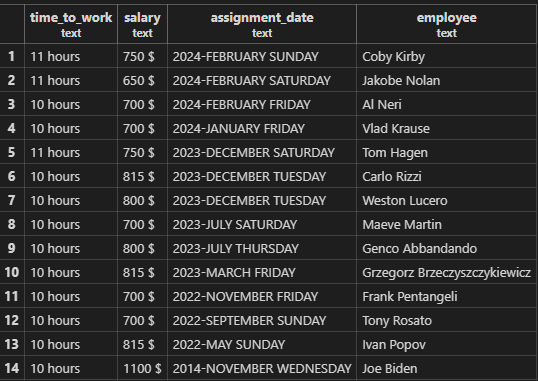 time_to_work salary assignment_date employee
text text text text
1 11 hours 750 $ 2024-FEBRUARY SUNDAY Coby Kirby
2 11 hours 650 $ 2024-FEBRUARY SATURDAY Jakobe Nolan
3 10 hours 700 $ 2024-FEBRUARY FRIDAY Al Neri
4 10 hours 700 $ 2024-JANUARY FRIDAY Vlad Krause
5 11 hours 750 $ 2023-DECEMBER SATURDAY Tom Hagen
6 10 hours 815 $ 2023-DECEMBER TUESDAY Carlo Rizzi
7 10 hours 800 $ 2023-DECEMBER TUESDAY Weston Lucero
8 10 hours 700 $ 2023-JULY SATURDAY Maeve Martin
9 10 hours 800 $ 2023-JULY THURSDAY Genco Abbandando
10 10 hours 815 $ 2023-MARCH FRIDAY Grzegorz Brzeczyszczykiewicz
11 10 hours 700 $ 2022-NOVEMBER FRIDAY Frank Pentangeli
12 10 hours 700 $ 2022-SEPTEMBER SUNDAY Tony Rosato
13 10 hours 815 $ 2022-MAY SUNDAY Ivan Popov
14 10 hours 1100 $ 2014-NOVEMBER WEDNESDAY Joe Biden